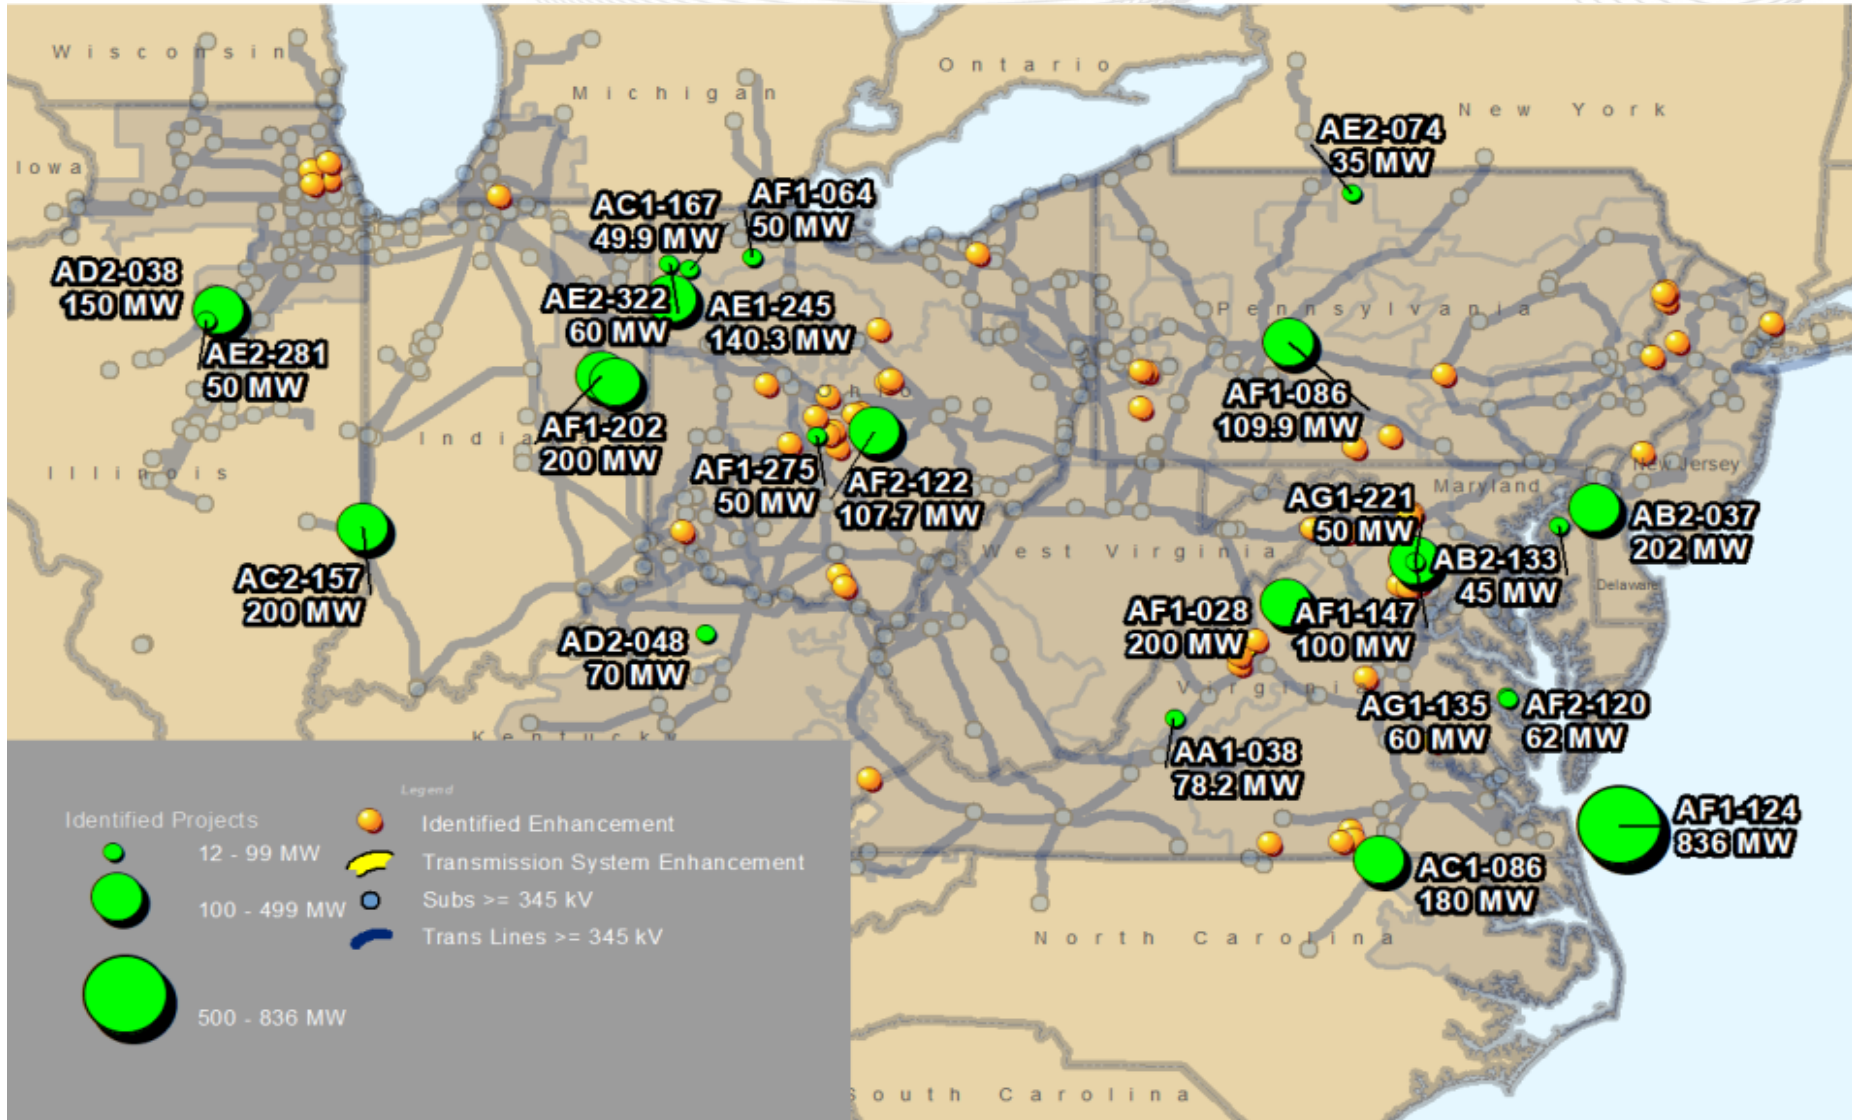 Wisconsin
Michigan
Ontario
New York
Iowa
AE2-074
35 MW
AC1-167
49.9 MW
AF1-064
50 MW
AD2-038
150 MW
AE2-322
60 MW
AE1-245
140.3 MW
Pennsylvania
AE2-281
50 MW
Ohio
AF1-086
109.9 MW
Indiana
AF1-202
200 MW
Illinois
AF1-275
50 MW
AF2-122
107.7 MW
New Jersey
Maryland
AG1-221
50 MW
AB2-037
202 MW
West Virginia
AB2-133
45 MW
AC2-157
200 MW
Delaware
AF1-028
200 MW
AF1-147
100 MW
AD2-048
70 MW
Virginia
AG1-135
60 MW
AF2-120
62 MW
Kentucky
AA1-038
78.2 MW
AF1-124
836 MW
AC1-086
180 MW
North Carolina
South Carolina
Legend
Identified Projects
12 - 99 MW
100 - 499 MW
500 - 836 MW
Identified Enhancement
Transmission System Enhancement
Subs >= 345 kV
Trans Lines >= 345 kV